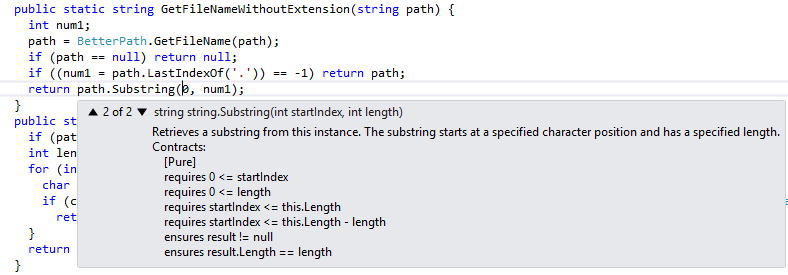 public static string GetFileNameWithoutExtension(string path) {
int num1;
path = BetterPath.GetFileName(path);
if (path == null) return null;
if ((num1 = path.LastIndexOf('.')) == -1) return path;
return path.Substring(0, num1);
}
▲ 2 of 2 ▼ string string.Substring(int startIndex, int length)
Retrieves a substring from this instance. The substring starts at a specified character position and has a specified length.
Contracts:
[Pure]
requires 0 <= startIndex
requires 0 <= length
requires startIndex <= this.Length
requires startIndex <= this.Length - length
ensures result != null
ensures result.Length == length
public st
if (pat
int len
for (in
char
if (c
ret
}
return
}